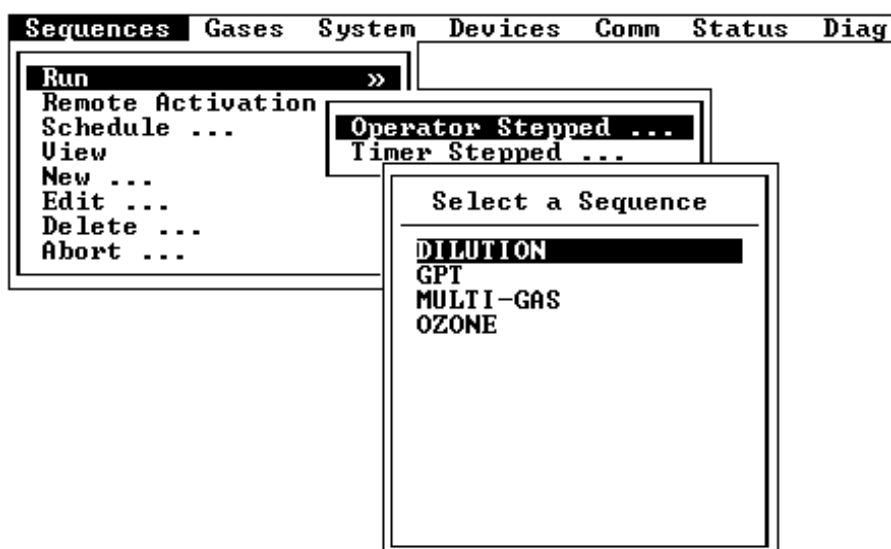 Sequences Gases System Devices Comm Status Diag
Run »
Remote Activation
Schedule ...
View
New ...
Edit ...
Delete ...
Abort ...
Operator Stepped ...
Timer Stepped ...
Select a Sequence
DILUTION
GPT
MULTI-GAS
OZONE